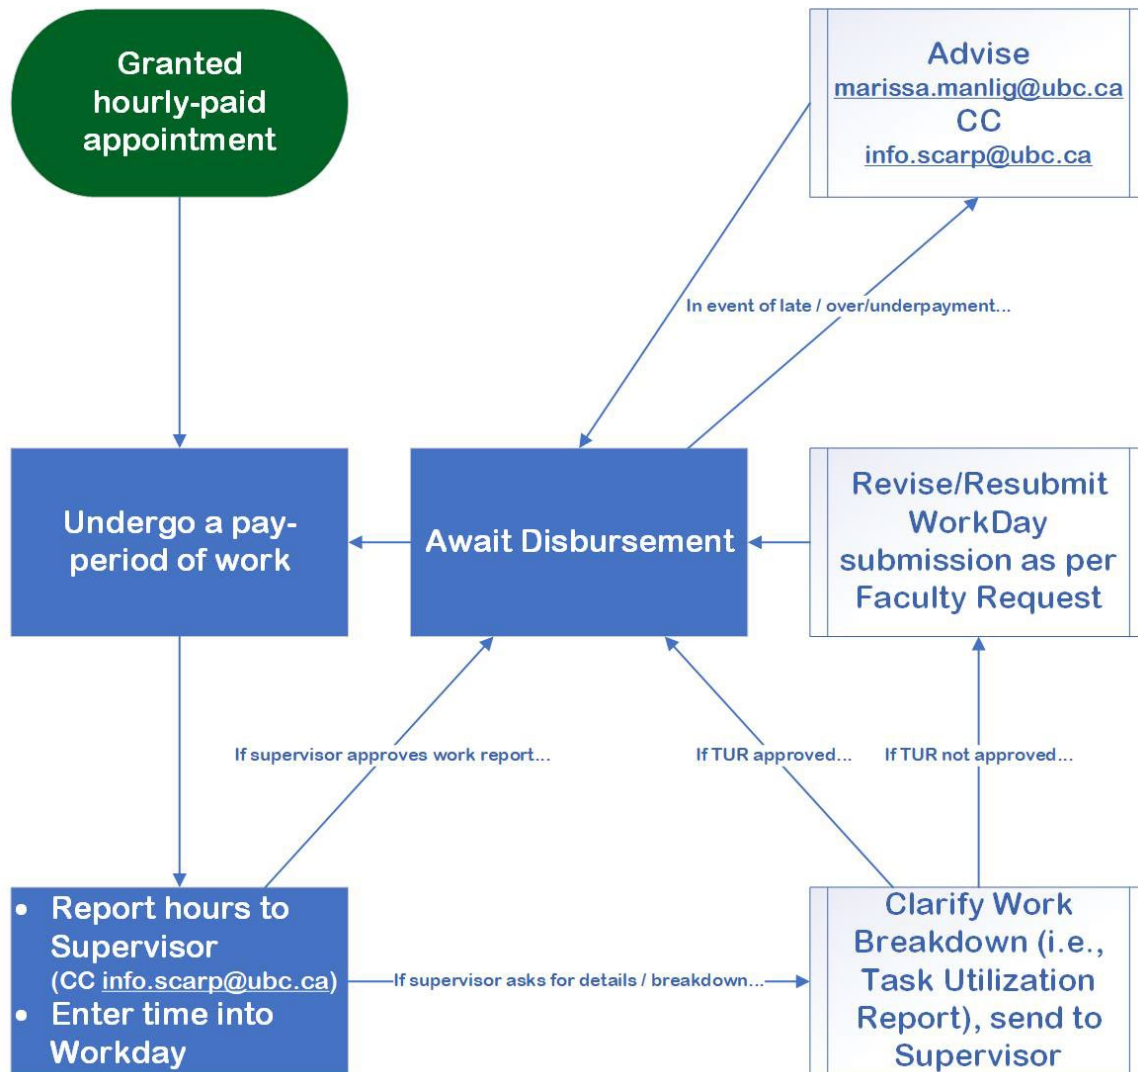 Granted
hourly-paid
appointment
Advise
marissa.manlig@ubc.ca
CC
info.scarp@ubc.ca
In event of late / over/underpayment...
Undergo a pay-
period of work
Await Disbursement
Revise/Resubmit
WorkDay
submission as per
Faculty Request
If supervisor approves work report...
If TUR approved...
If TUR not approved...
• Report hours to
Supervisor
(CC info.scarp@ubc.ca)
• Enter time into
Workday
If supervisor asks for details / breakdown...
Clarify Work
Breakdown (i.e.,
Task Utilization
Report), send to
Supervisor